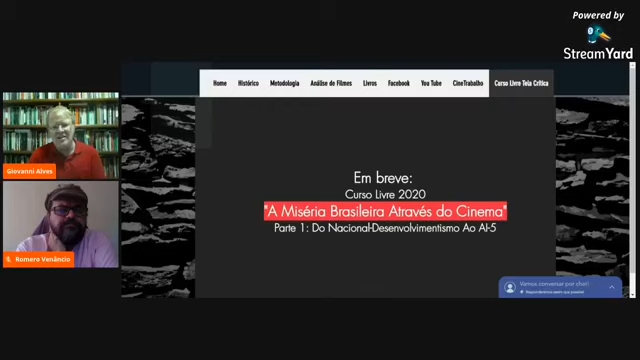 Powered by
StreamYard
Home Histórico Metodologia Análise de Filmes Livros Facebook You Tube CineTrabalho Curso Livre Tela Crítica
Giovanni Alves
Romero Venâncio
Em breve:
Curso Livre 2020
"A Miséria Brasileira Através do Cinema"
Parte 1: Do Nacional-Desenvolvimentismo Ao AI-5
Vamos conversar por chat!